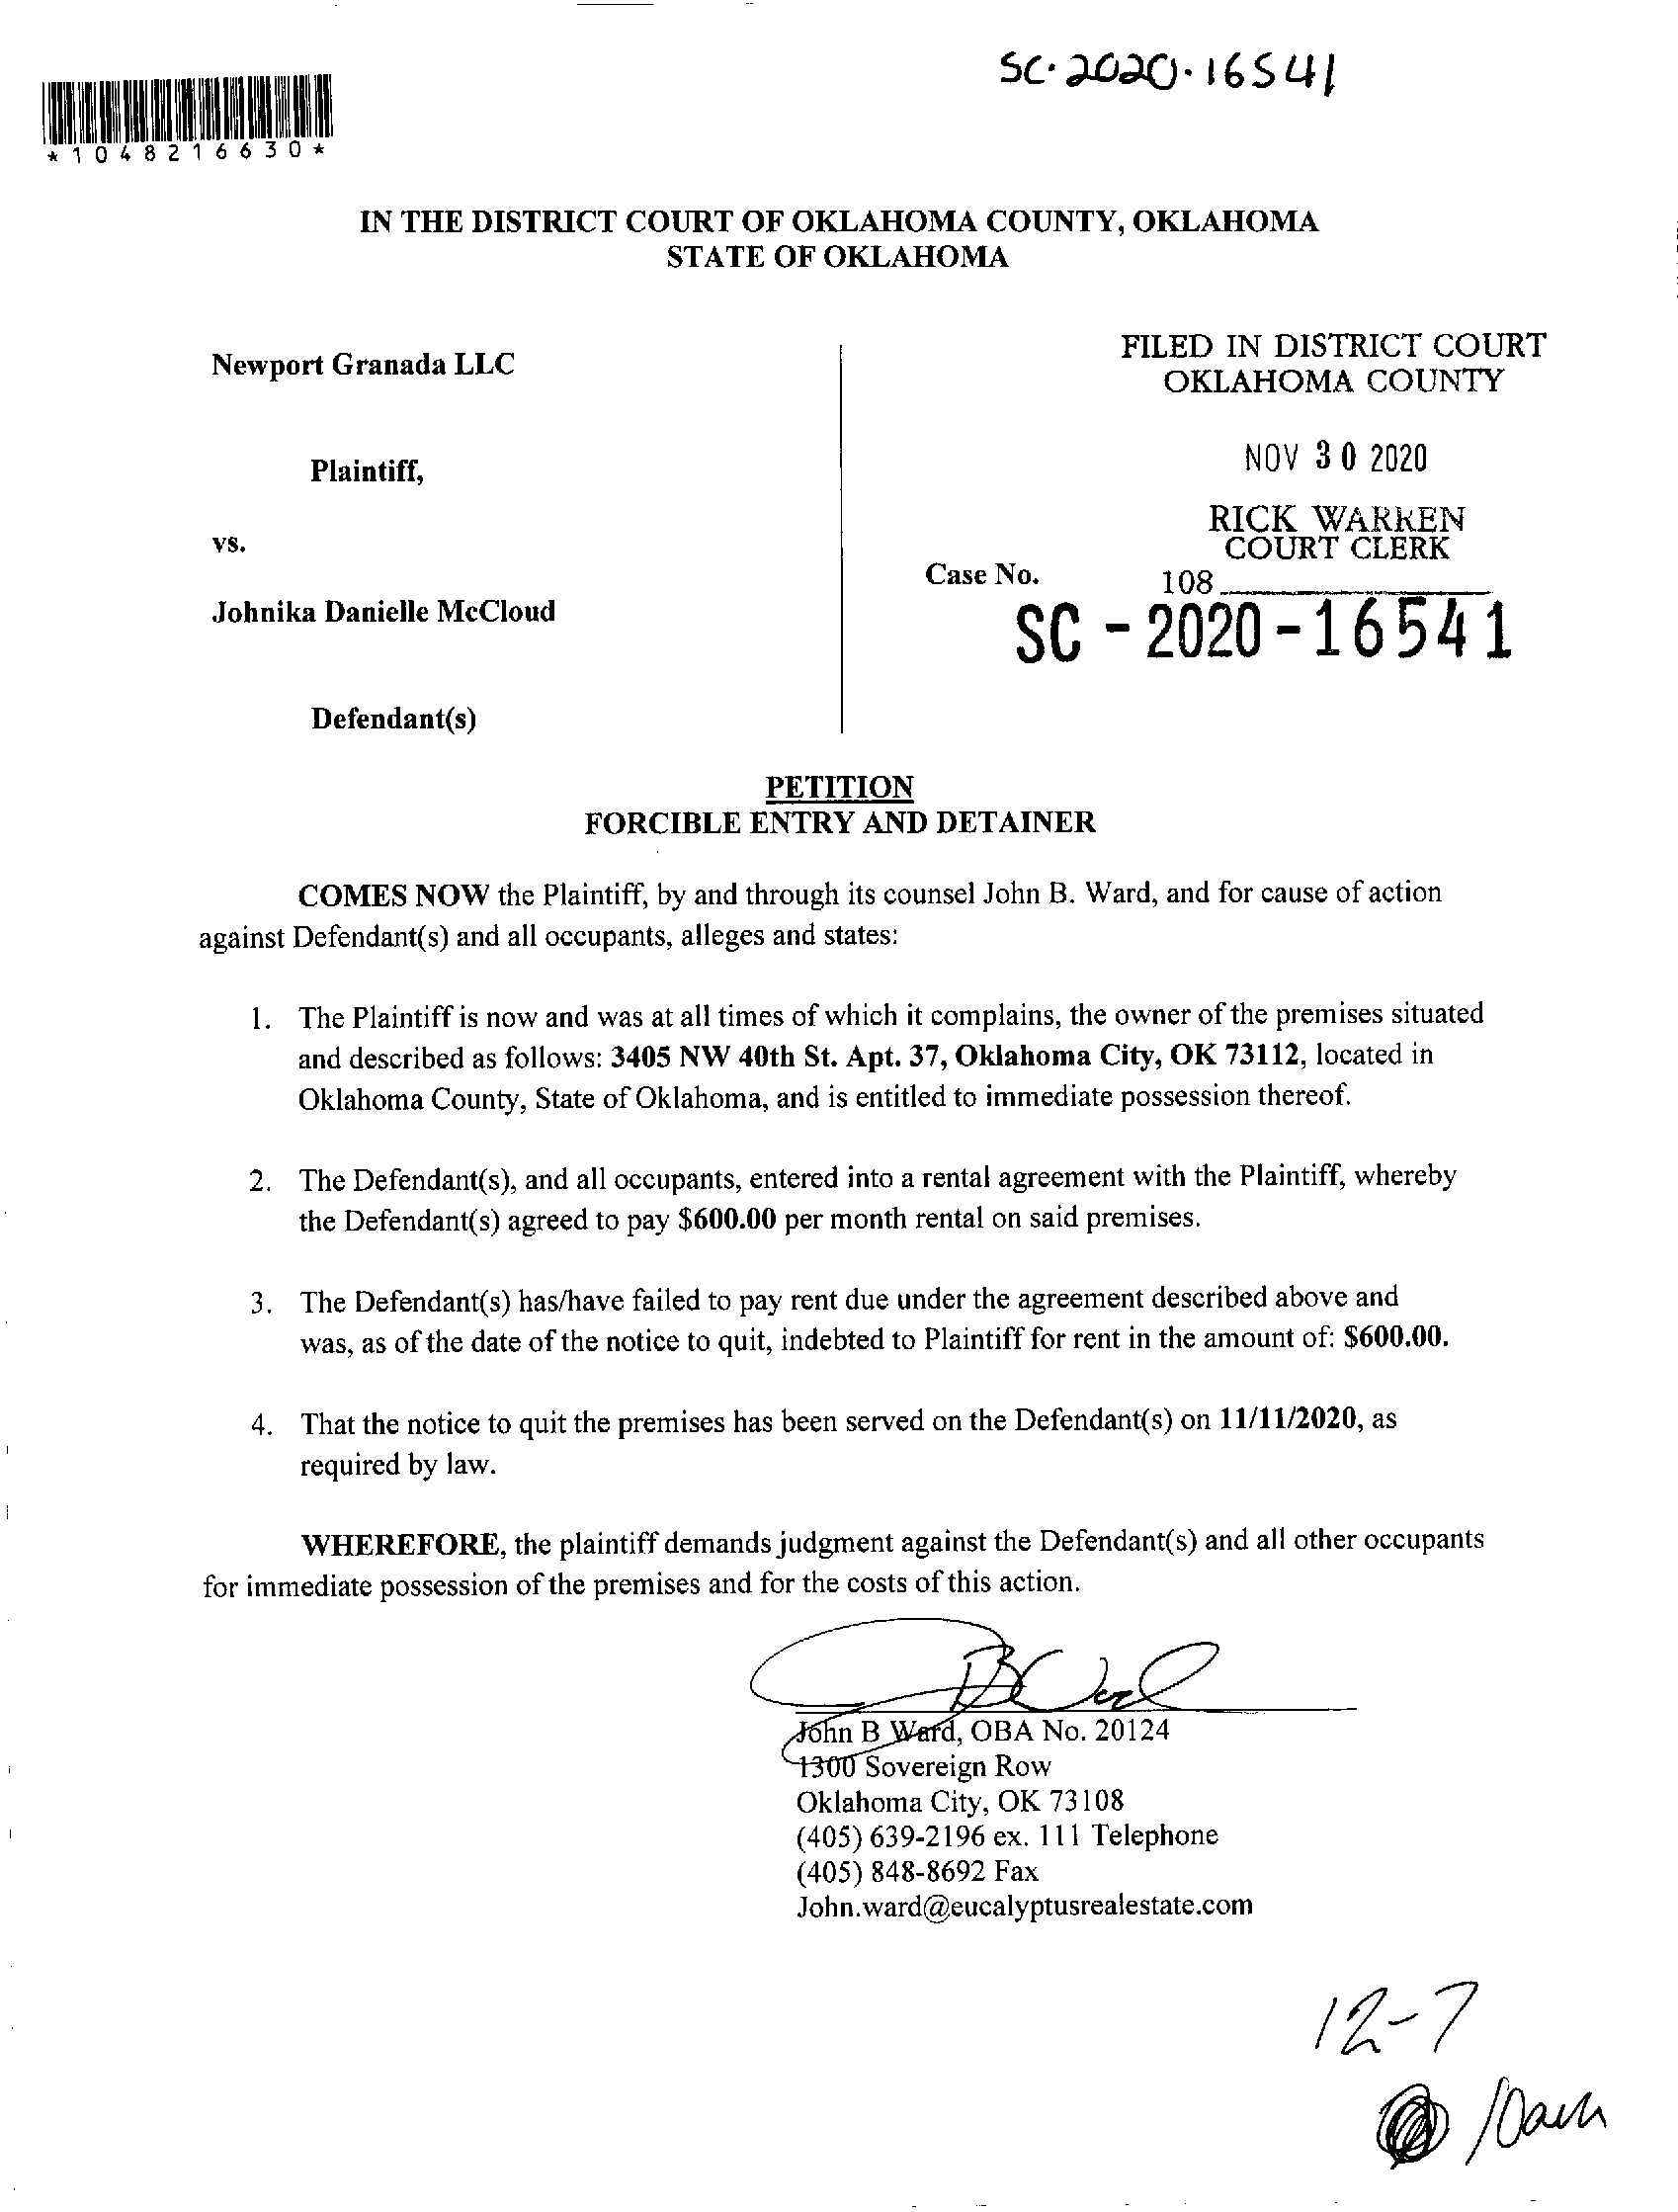 SC-2020-16541
*1048216630*
IN THE DISTRICT COURT OF OKLAHOMA COUNTY, OKLAHOMA
STATE OF OKLAHOMA
Newport Granada LLC
Plaintiff,
vs.
Johnika Danielle McCloud
Defendant(s)
FILED IN DISTRICT COURT
OKLAHOMA COUNTY
NOV 30 2020
RICK WARREN
COURT CLERK
Case No.
108
SC-2020-16541
PETITION
FORCIBLE ENTRY AND DETAINER
COMES NOW the Plaintiff, by and through its counsel John B. Ward, and for cause of action
against Defendant(s) and all occupants, alleges and states:
1. The Plaintiff is now and was at all times of which it complains, the owner of the premises situated
and described as follows: 3405 NW 40th St. Apt. 37, Oklahoma City, OK 73112, located in
Oklahoma County, State of Oklahoma, and is entitled to immediate possession thereof.
2. The Defendant(s), and all occupants, entered into a rental agreement with the Plaintiff, whereby
the Defendant(s) agreed to pay $600.00 per month rental on said premises.
3. The Defendant(s) has/have failed to pay rent due under the agreement described above and
was, as of the date of the notice to quit, indebted to Plaintiff for rent in the amount of: $600.00.
4. That the notice to quit the premises has been served on the Defendant(s) on 11/11/2020, as
required by law.
WHEREFORE, the plaintiff demands judgment against the Defendant(s) and all other occupants
for immediate possession of the premises and for the costs of this action.
John B Ward, OBA No. 20124
1300 Sovereign Row
Oklahoma City, OK 73108
(405) 639-2196 ex. 111 Telephone
(405) 848-8692 Fax
John.ward@eucalyptusrealestate.com
12-7